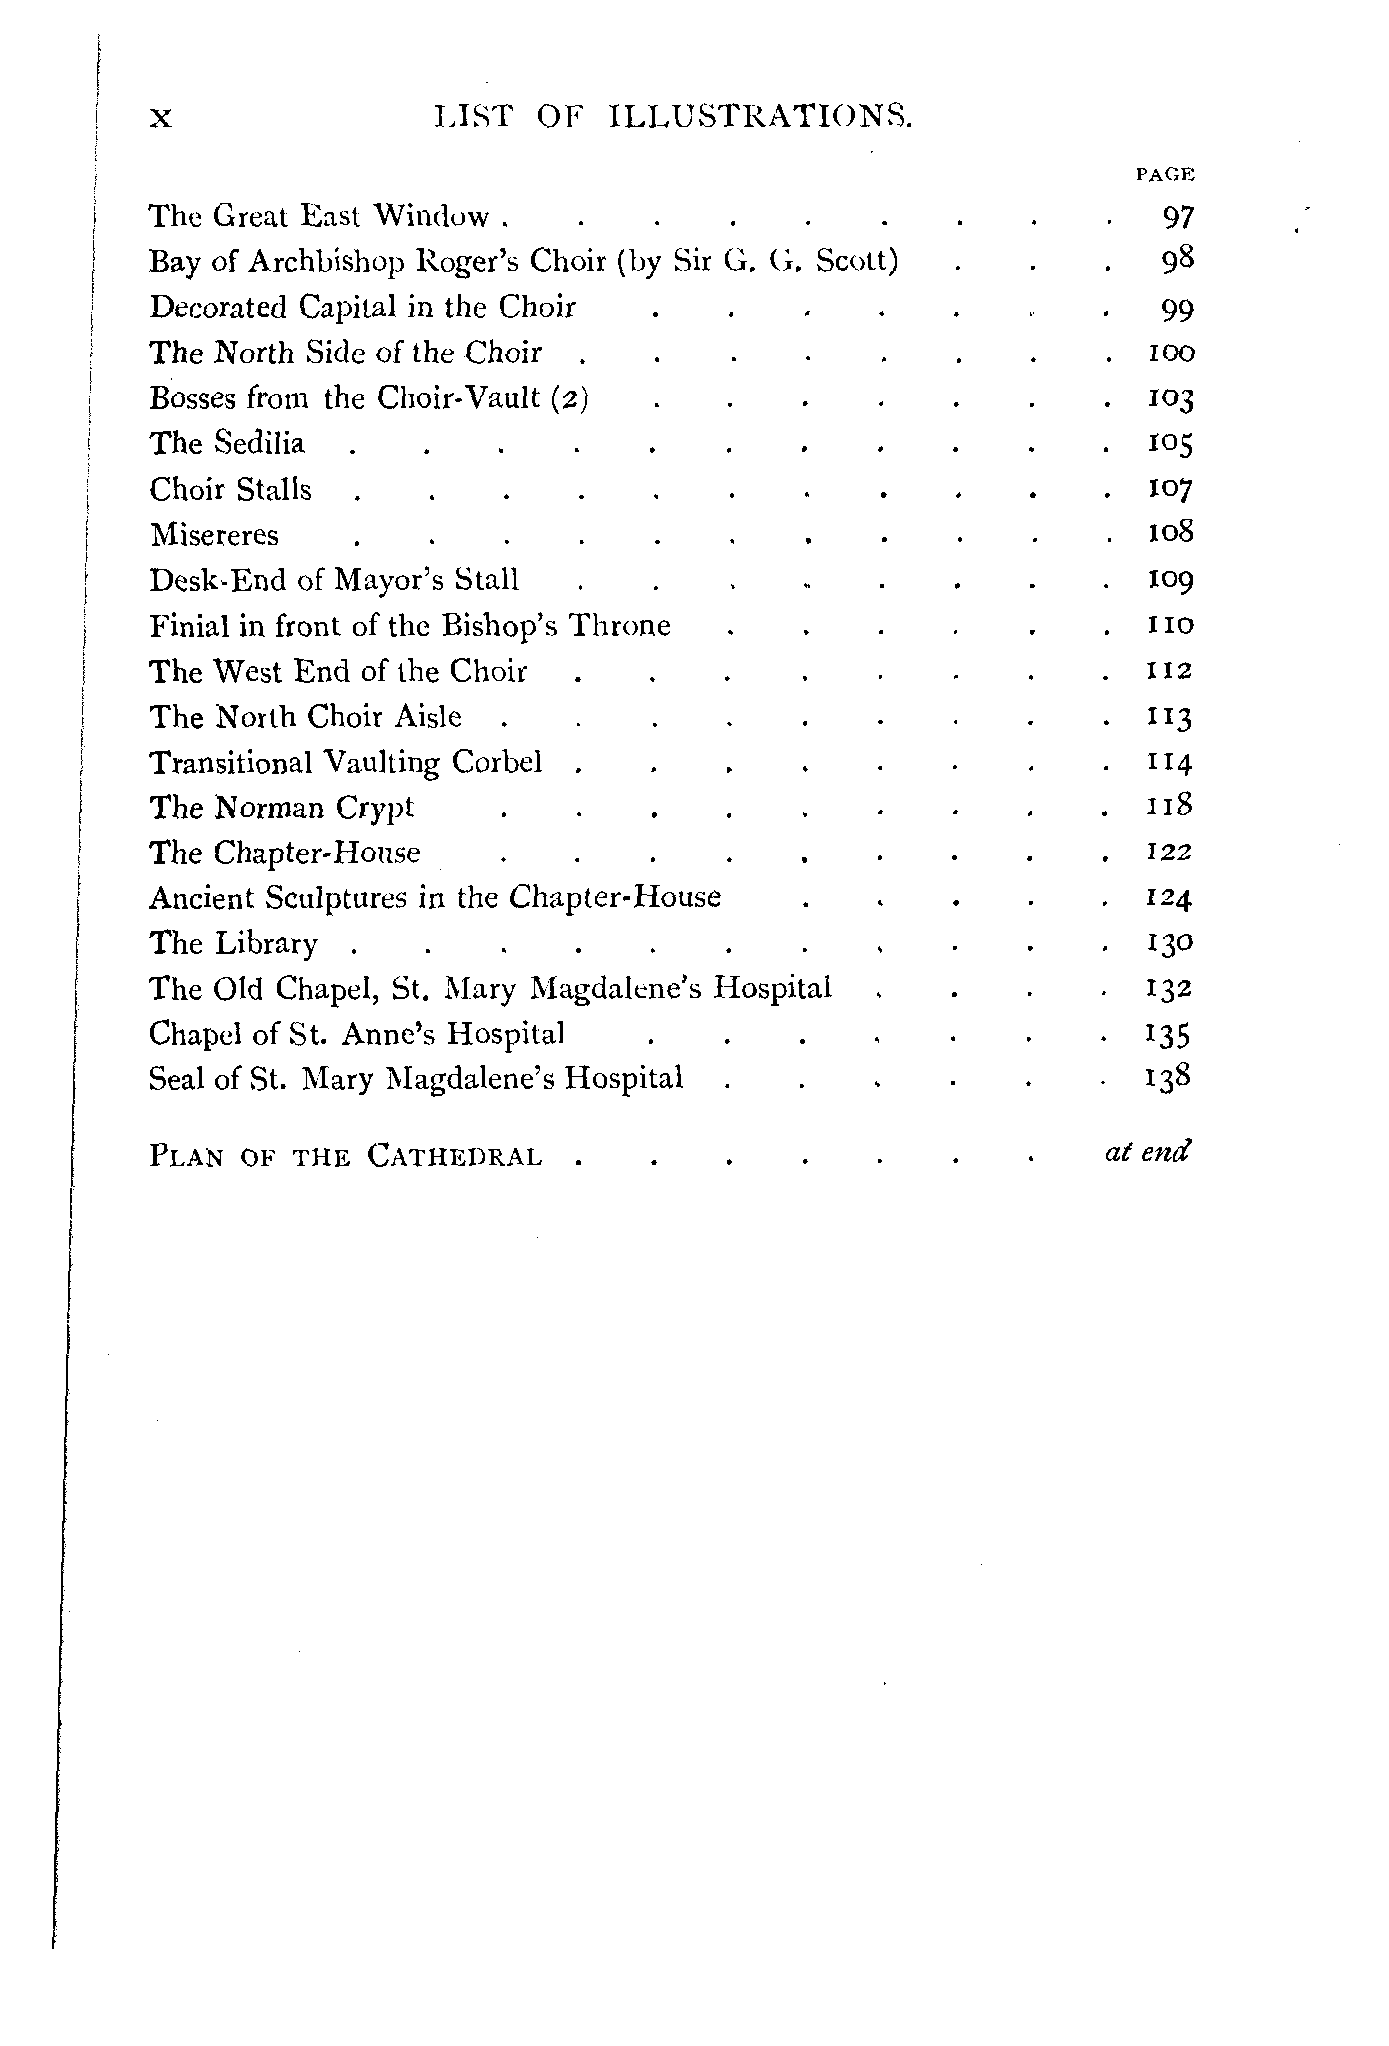 x LIST OF ILLUSTRATIONS.
PAGE
The Great East Window . . . . . . . . . 97
Bay of Archbishop Roger's Choir (by Sir G. G. Scott) . . . 98
Decorated Capital in the Choir . . . . . . . 99
The North Side of the Choir . . . . . . . . 100
Bosses from the Choir-Vault (2) . . . . . . . 103
The Sedilia . . . . . . . . . . . 105
Choir Stalls . . . . . . . . . . . 107
Misereres . . . . . . . . . . . 108
Desk-End of Mayor's Stall . . . . . . . . 109
Finial in front of the Bishop's Throne . . . . . . 110
The West End of the Choir . . . . . . . . 112
The North Choir Aisle . . . . . . . . . 113
Transitional Vaulting Corbel . . . . . . . . 114
The Norman Crypt . . . . . . . . . 118
The Chapter-House . . . . . . . . . 122
Ancient Sculptures in the Chapter-House . . . . . 124
The Library . . . . . . . . . . . 130
The Old Chapel, St. Mary Magdalene's Hospital . . . . 132
Chapel of St. Anne's Hospital . . . . . . . 135
Seal of St. Mary Magdalene's Hospital . . . . . . 138
PLAN OF THE CATHEDRAL . . . . . . . at end